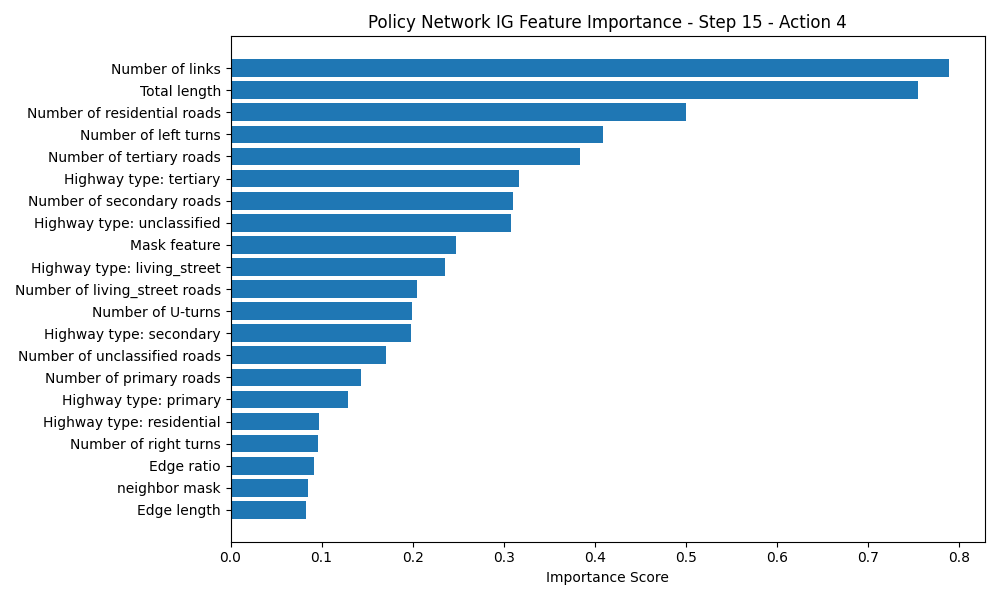 Policy Network IG Feature Importance - Step 15 - Action 4
Number of links
Total length
Number of residential roads
Number of left turns
Number of tertiary roads
Highway type: tertiary
Number of secondary roads
Highway type: unclassified
Mask feature
Highway type: living_street
Number of living_street roads
Number of U-turns
Highway type: secondary
Number of unclassified roads
Number of primary roads
Highway type: primary
Highway type: residential
Number of right turns
Edge ratio
neighbor mask
Edge length
0.0 0.1 0.2 0.3 0.4 0.5 0.6 0.7 0.8
Importance Score